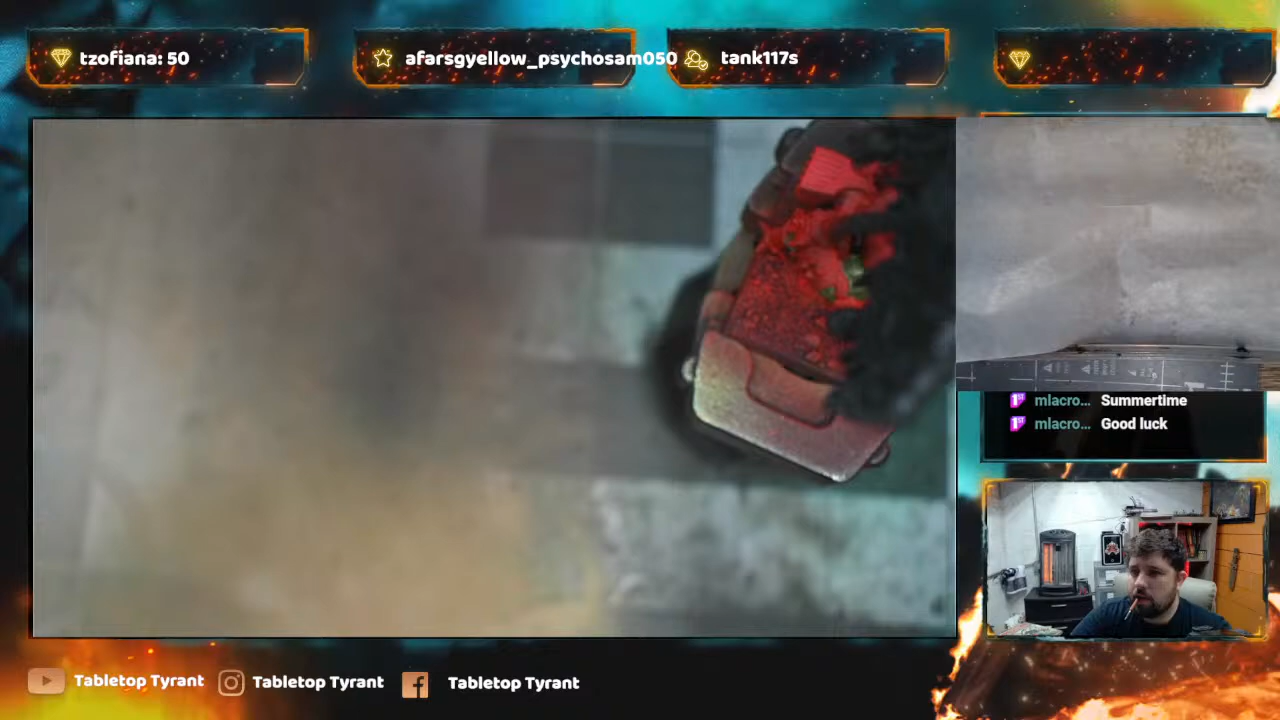 tzofiana: 50
afarsgyellow_psychosam050
tank117s
mlacro... Summertime
mlacro... Good luck
Tabletop Tyrant
Tabletop Tyrant
Tabletop Tyrant